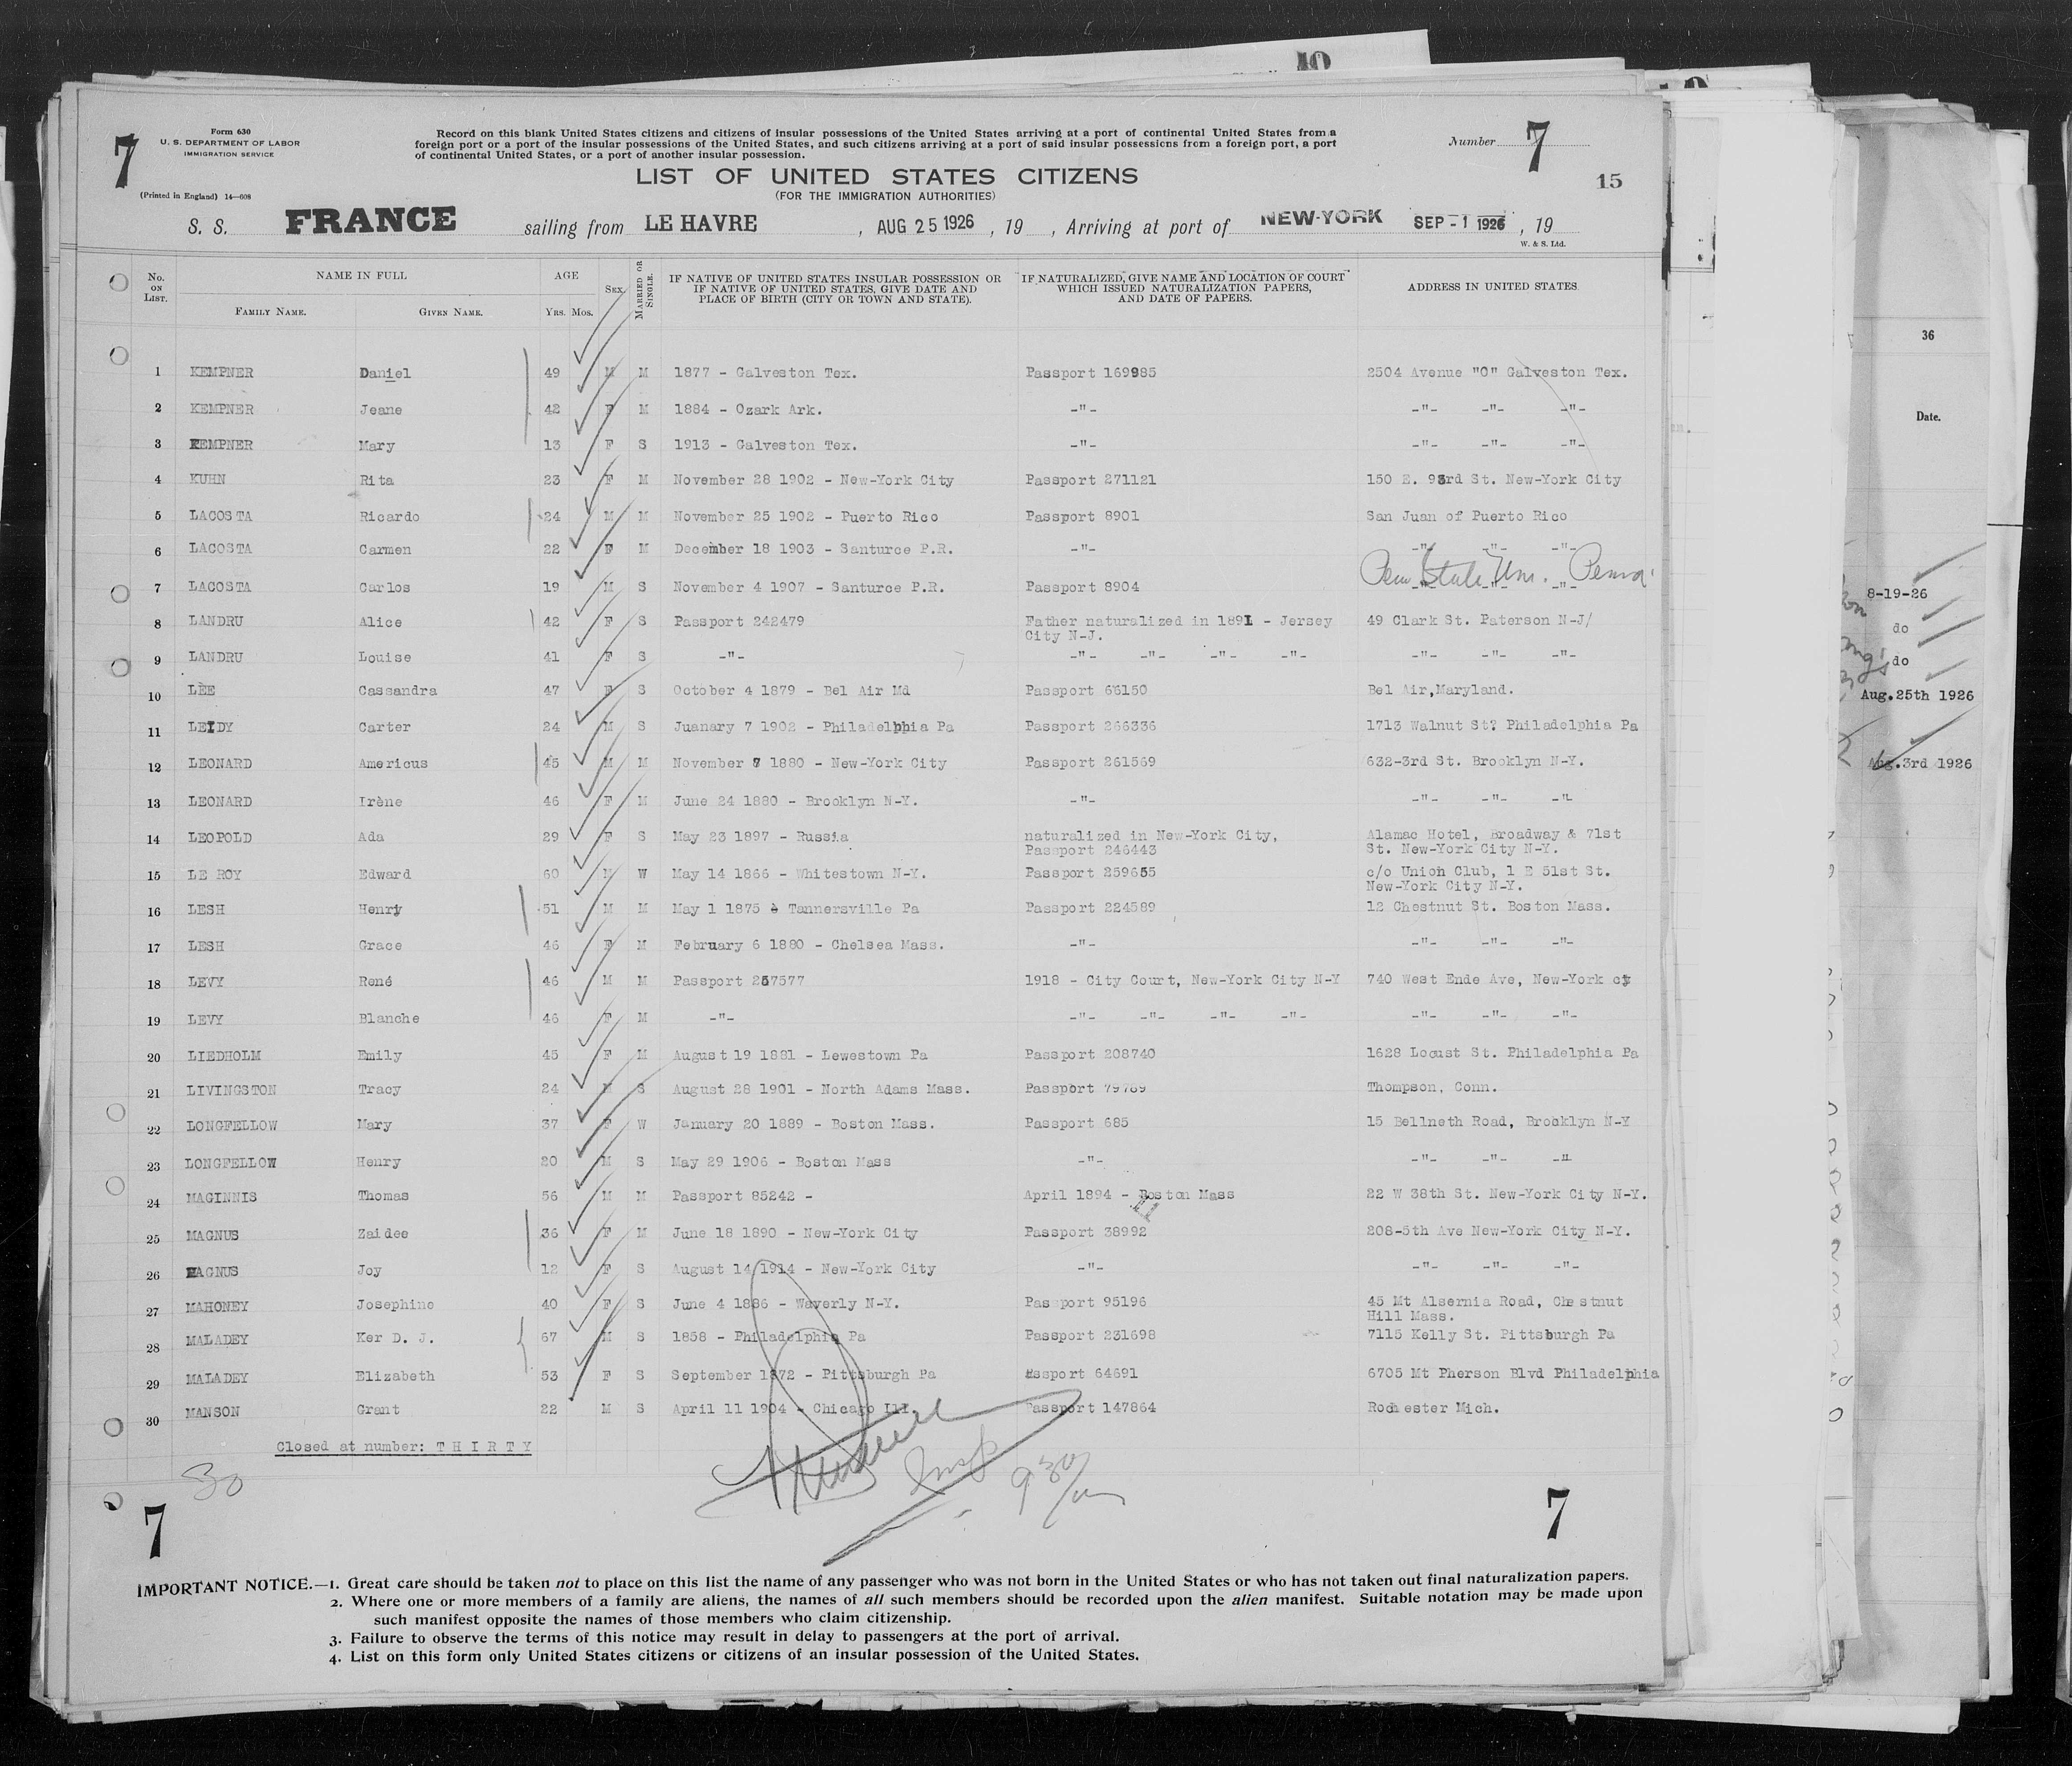 10
7
Form 630
U. S. DEPARTMENT OF LABOR
IMMIGRATION SERVICE
(Printed in England) 14—608
Record on this blank United States citizens and citizens of insular possessions of the United States arriving at a port of continental United States from a
foreign port or a port of the insular possessions of the United States, and such citizens arriving at a port of said insular possessions from a foreign port, a port
of continental United States, or a port of another insular possession.
Number 7
15
LIST OF UNITED STATES CITIZENS
(FOR THE IMMIGRATION AUTHORITIES)
S. S. FRANCE sailing from LE HAVRE , AUG 25 1926 , 19 , Arriving at port of NEW-YORK SEP - 1 1926 , 19
W. & S. Ltd.
No. ON LIST. NAME IN FULL AGE SEX. MARRIED OR SINGLE. IF NATIVE OF UNITED STATES INSULAR POSSESSION OR IF NATIVE OF UNITED STATES, GIVE DATE AND PLACE OF BIRTH (CITY OR TOWN AND STATE). IF NATURALIZED, GIVE NAME AND LOCATION OF COURT WHICH ISSUED NATURALIZATION PAPERS, AND DATE OF PAPERS. ADDRESS IN UNITED STATES
FAMILY NAME. GIVEN NAME. YRS. MOS.
1 KEMPNER Daniel 49 M M 1877 - Galveston Tex. Passport 169985 2504 Avenue "O" Galveston Tex.
2 KEMPNER Jeane 42 F M 1884 - Ozark Ark. -"- -"- -"- -"-
3 KEMPNER Mary 13 F S 1913 - Galveston Tex. -"- -"- -"- -"-
4 KUHN Rita 23 F M November 28 1902 - New-York City Passport 271121 150 E. 93rd St. New-York City
5 LACOSTA Ricardo 24 M M November 25 1902 - Puerto Rico Passport 8901 San Juan of Puerto Rico
6 LACOSTA Carmen 22 F M December 18 1903 - Santurce P.R. -"- -"- -"- -"-
Penn State Uni. Penna.
7 LACOSTA Carlos 19 M S November 4 1907 - Santurce P.R. Passport 8904 -"- -"- -"-
8 LANDRU Alice 42 F S Passport 242479 Father naturalized in 1891 - Jersey City N-J. 49 Clark St. Paterson N-J/
9 LANDRU Louise 41 F S -"- -"- -"- -"- -"- -"- -"- -"-
10 LEE Cassandra 47 F S October 4 1879 - Bel Air Md Passport 66150 Bel Air,Maryland.
11 LEIDY Carter 24 M S Juanary 7 1902 - Philadelphia Pa Passport 266336 1713 Walnut St? Philadelphia Pa
12 LEONARD Americus 45 M M November 7 1880 - New-York City Passport 261569 632-3rd St. Brooklyn N-Y.
13 LEONARD Irène 46 F M June 24 1880 - Brooklyn N-Y. -"- -"- -"- -"-
14 LEOPOLD Ada 29 F S May 23 1897 - Russia naturalized in New-York City, Passport 246443 Alamac Hotel, Broadway & 71st St. New-York City N-Y.
15 LE ROY Edward 60 M W May 14 1866 - Whitestown N-Y. Passport 259655 c/o Union Club, 1 E 51st St. New-York City N-Y.
16 LESH Henry 51 M M May 1 1875 - Tannersville Pa Passport 224589 12 Chestnut St. Boston Mass.
17 LESH Grace 46 F M February 6 1880 - Chelsea Mass. -"- -"- -"- -"-
18 LEVY René 46 M M Passport 257577 1918 - City Court, New-York City N-Y 740 West Ende Ave, New-York cy
19 LEVY Blanche 46 F M -"- -"- -"- -"- -"- -"- -"- -"-
20 LIEDHOLM Emily 45 F M August 19 1881 - Lewestown Pa Passport 208740 1628 Locust St. Philadelphia Pa
21 LIVINGSTON Tracy 24 M S August 28 1901 - North Adams Mass. Passport 79789 Thompson, Conn.
22 LONGFELLOW Mary 37 F W January 20 1889 - Boston Mass. Passport 685 15 Bellneth Road, Brooklyn N-Y
23 LONGFELLOW Henry 20 M S May 29 1906 - Boston Mass -"- -"- -"- -"-
24 MAGINNIS Thomas 56 M M Passport 85242 - April 1894 - Boston Mass 22 W 38th St. New-York City N-Y.
25 MAGNUS Zaidee 36 F M June 18 1890 - New-York City Passport 38992 208-5th Ave New-York City N-Y.
26 MAGNUS Joy 12 F S August 14 1914 - New-York City -"- -"- -"- -"-
27 MAHONEY Josephine 40 F S June 4 1886 - Waverly N-Y. Passport 95196 45 Mt Alsernia Road, Chestnut Hill Mass.
28 MALADEY Ker D. J. 67 M S 1858 - Philadelphia Pa Passport 231698 7115 Kelly St. Pittsburgh Pa
29 MALADEY Elizabeth 53 F S September 1872 - Pittsburgh Pa Passport 64691 6705 Mt Pherson Blvd Philadelphia
30 MANSON Grant 22 M S April 11 1904 - Chicago Ill. Passport 147864 Rochester Mich.
Closed at number: T H I R T Y
30
Insp
9 30/
7
7
IMPORTANT NOTICE.—1. Great care should be taken not to place on this list the name of any passenger who was not born in the United States or who has not taken out final naturalization papers.
2. Where one or more members of a family are aliens, the names of all such members should be recorded upon the alien manifest. Suitable notation may be made upon
such manifest opposite the names of those members who claim citizenship.
3. Failure to observe the terms of this notice may result in delay to passengers at the port of arrival.
4. List on this form only United States citizens or citizens of an insular possession of the United States.
36
Date.
8-19-26
do
do
Aug.25th 1926
Aug.3rd 1926